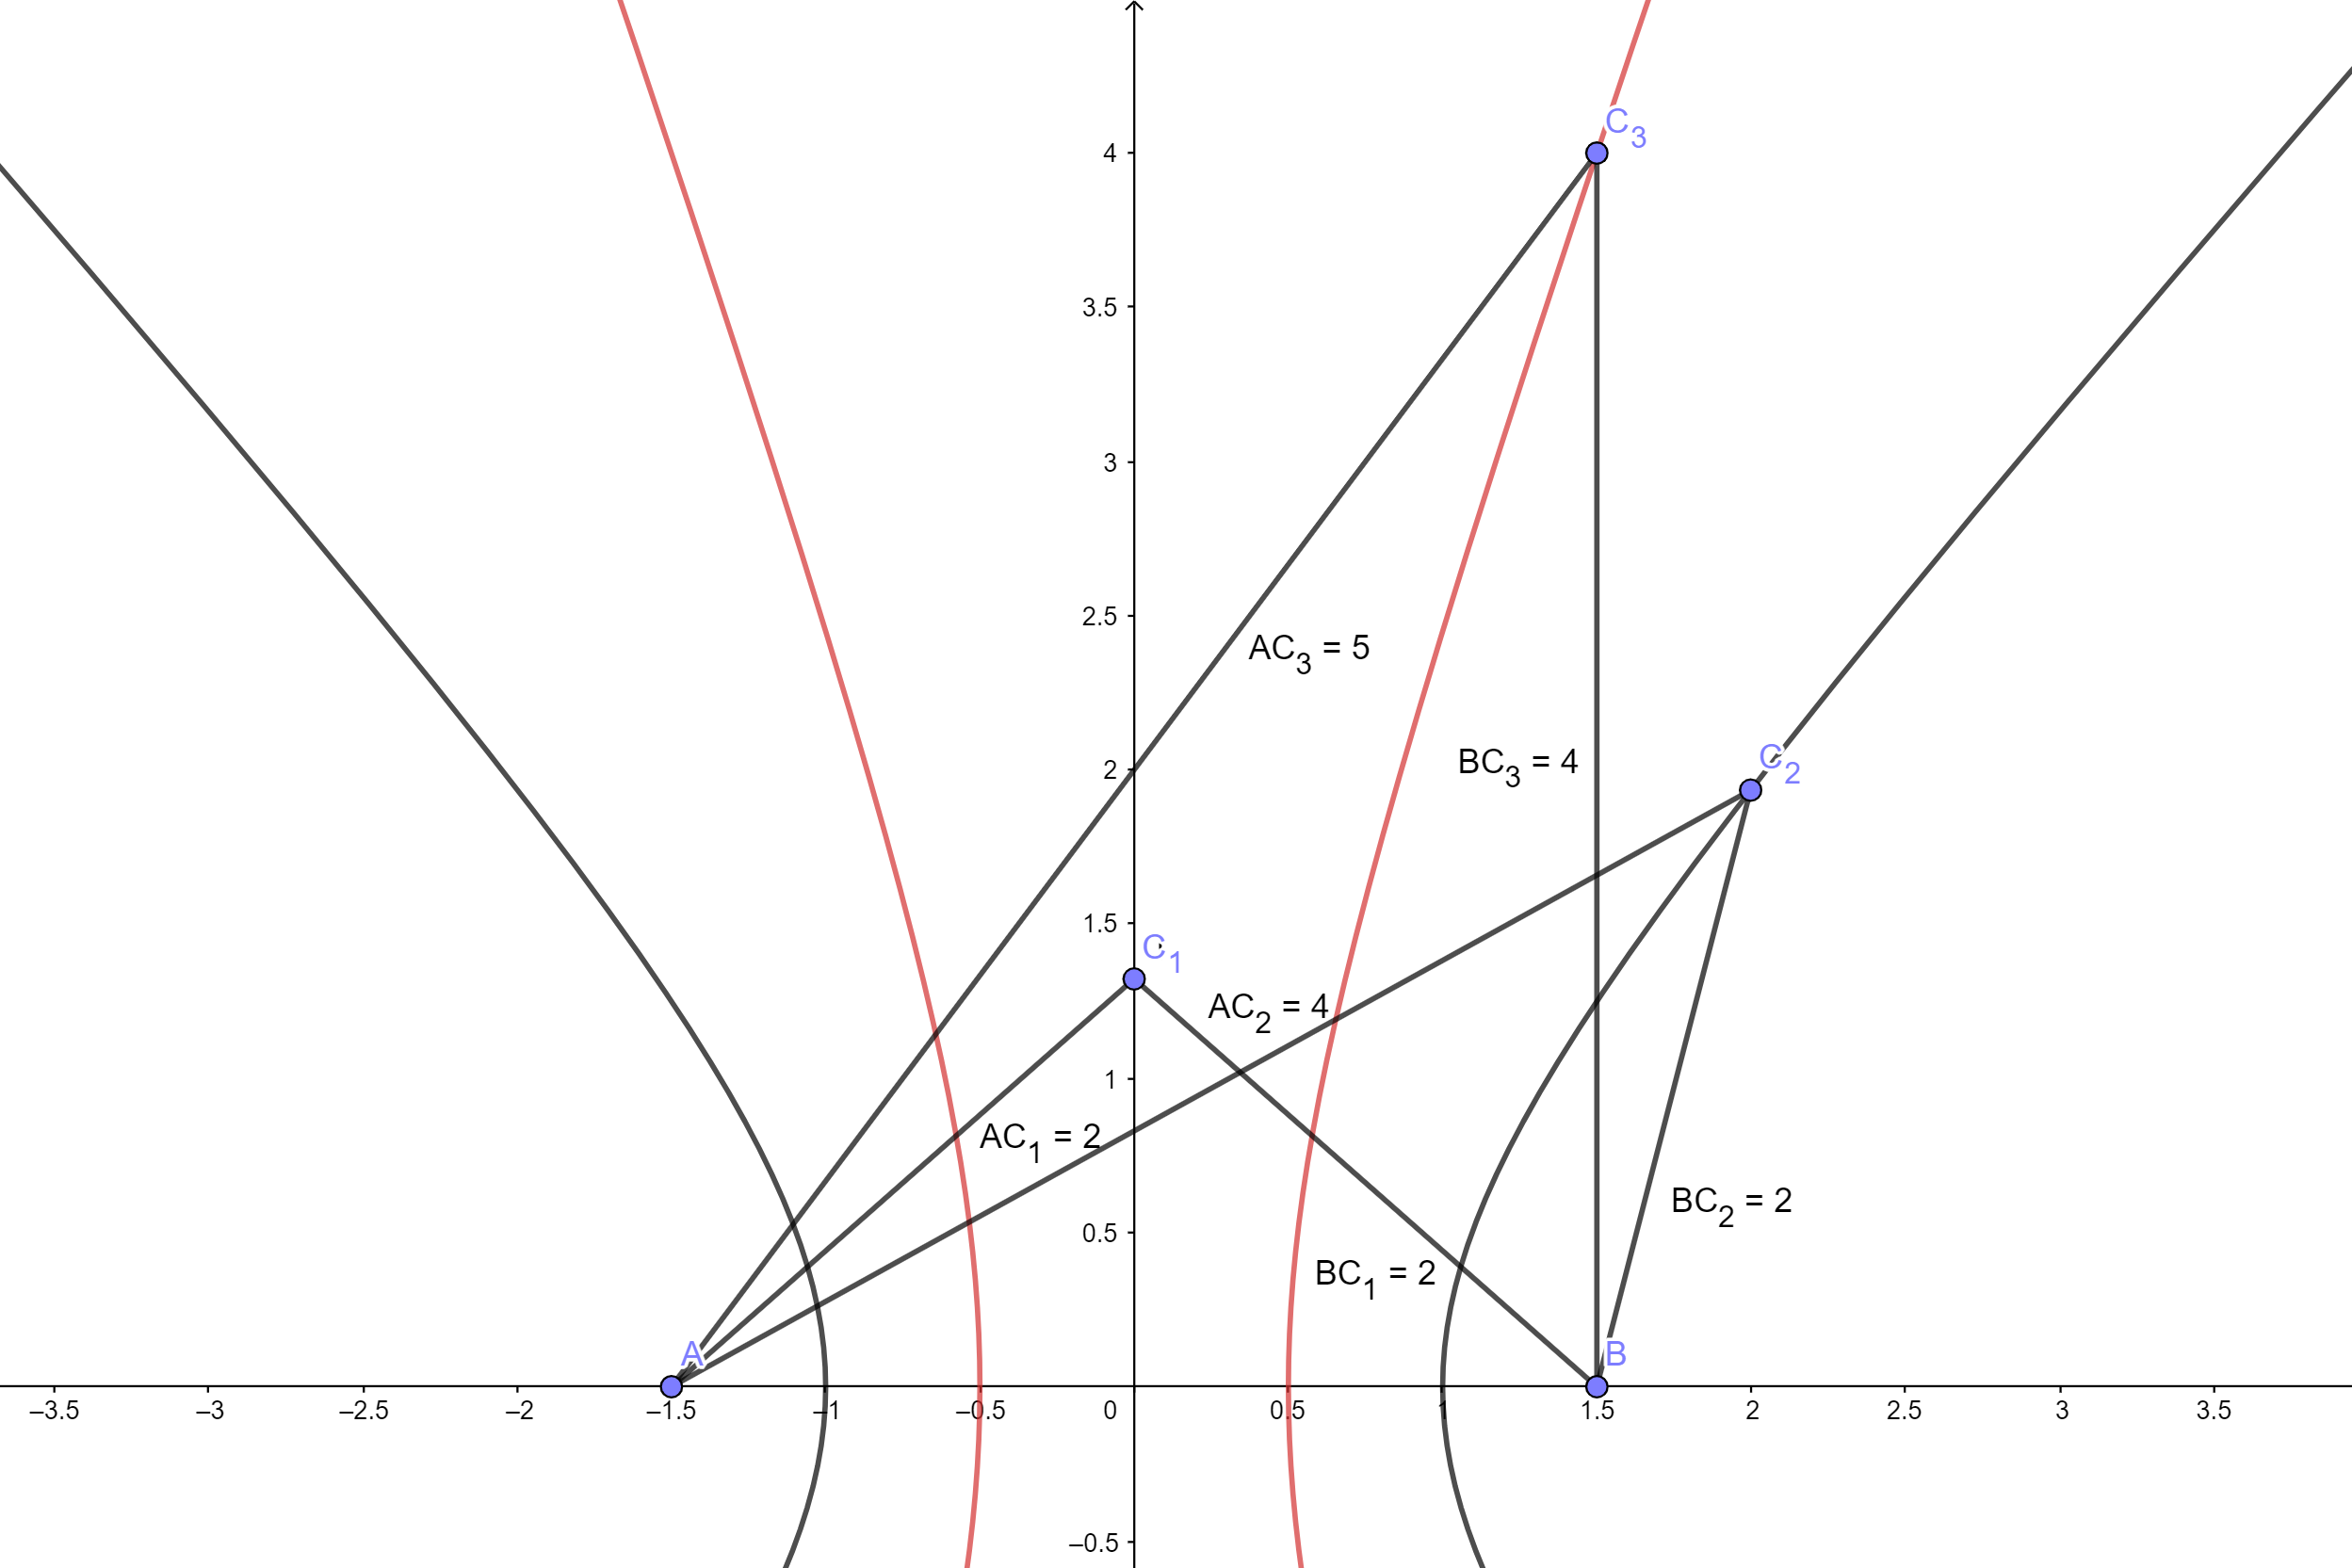 C₃
4
3.5
3
AC₃ = 5
2.5
BC₃ = 4
2
C₂
1.5
C₁
AC₂ = 4
1
AC₁ = 2
BC₂ = 2
0.5
BC₁ = 2
A
B
–3.5 –3 –2.5 –2 –1.5 –1 –0.5 0 0.5 1 1.5 2 2.5 3 3.5
–0.5